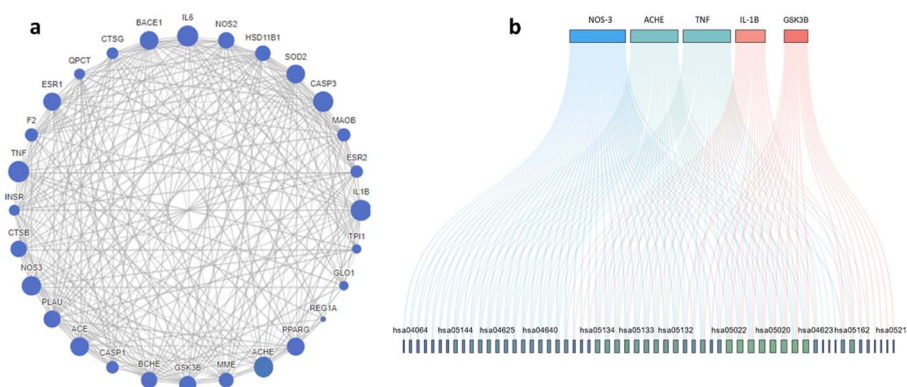 a
IL6
BACE1
NOS2
CTSG
HSD11B1
QPCT
SOD2
ESR1
CASP3
F2
MAOB
TNF
ESR2
INSR
IL1B
CTSB
TPI1
NOS3
GLO1
PLAU
REG1A
ACE
PPARG
CASP1
ACHE
BCHE
GSK3B
MME
b
NOS-3 ACHE TNF IL-1B GSK3B
hsa04064 hsa05144 hsa04625 hsa04640 hsa05134 hsa05133 hsa05132 hsa05022 hsa05020 hsa04623 hsa05162 hsa0521